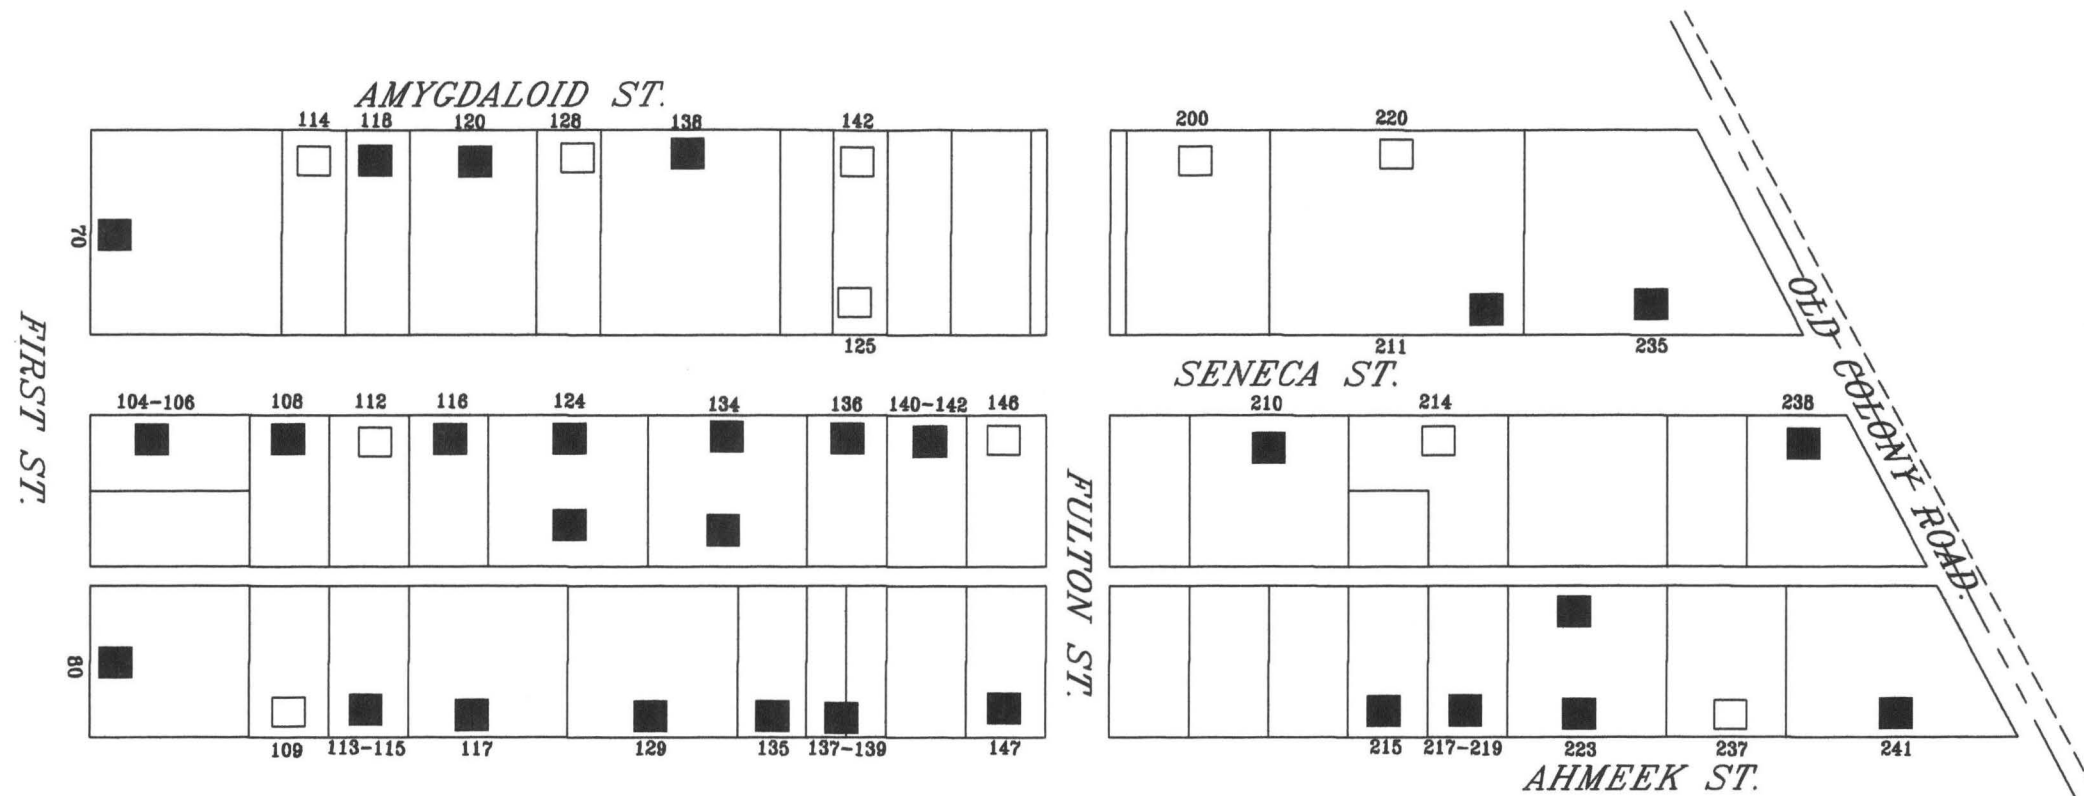 AMYGDALOID ST.
114 118 120 128 138 142 200 220
70
125 211 235
SENECA ST.
FIRST ST.
OLD COLONY ROAD.
104-106 108 112 116 124 134 136 140-142 146 210 214 238
FULTON ST.
80
109 113-115 117 129 135 137-139 147 215 217-219 223 237 241
AHMEEK ST.